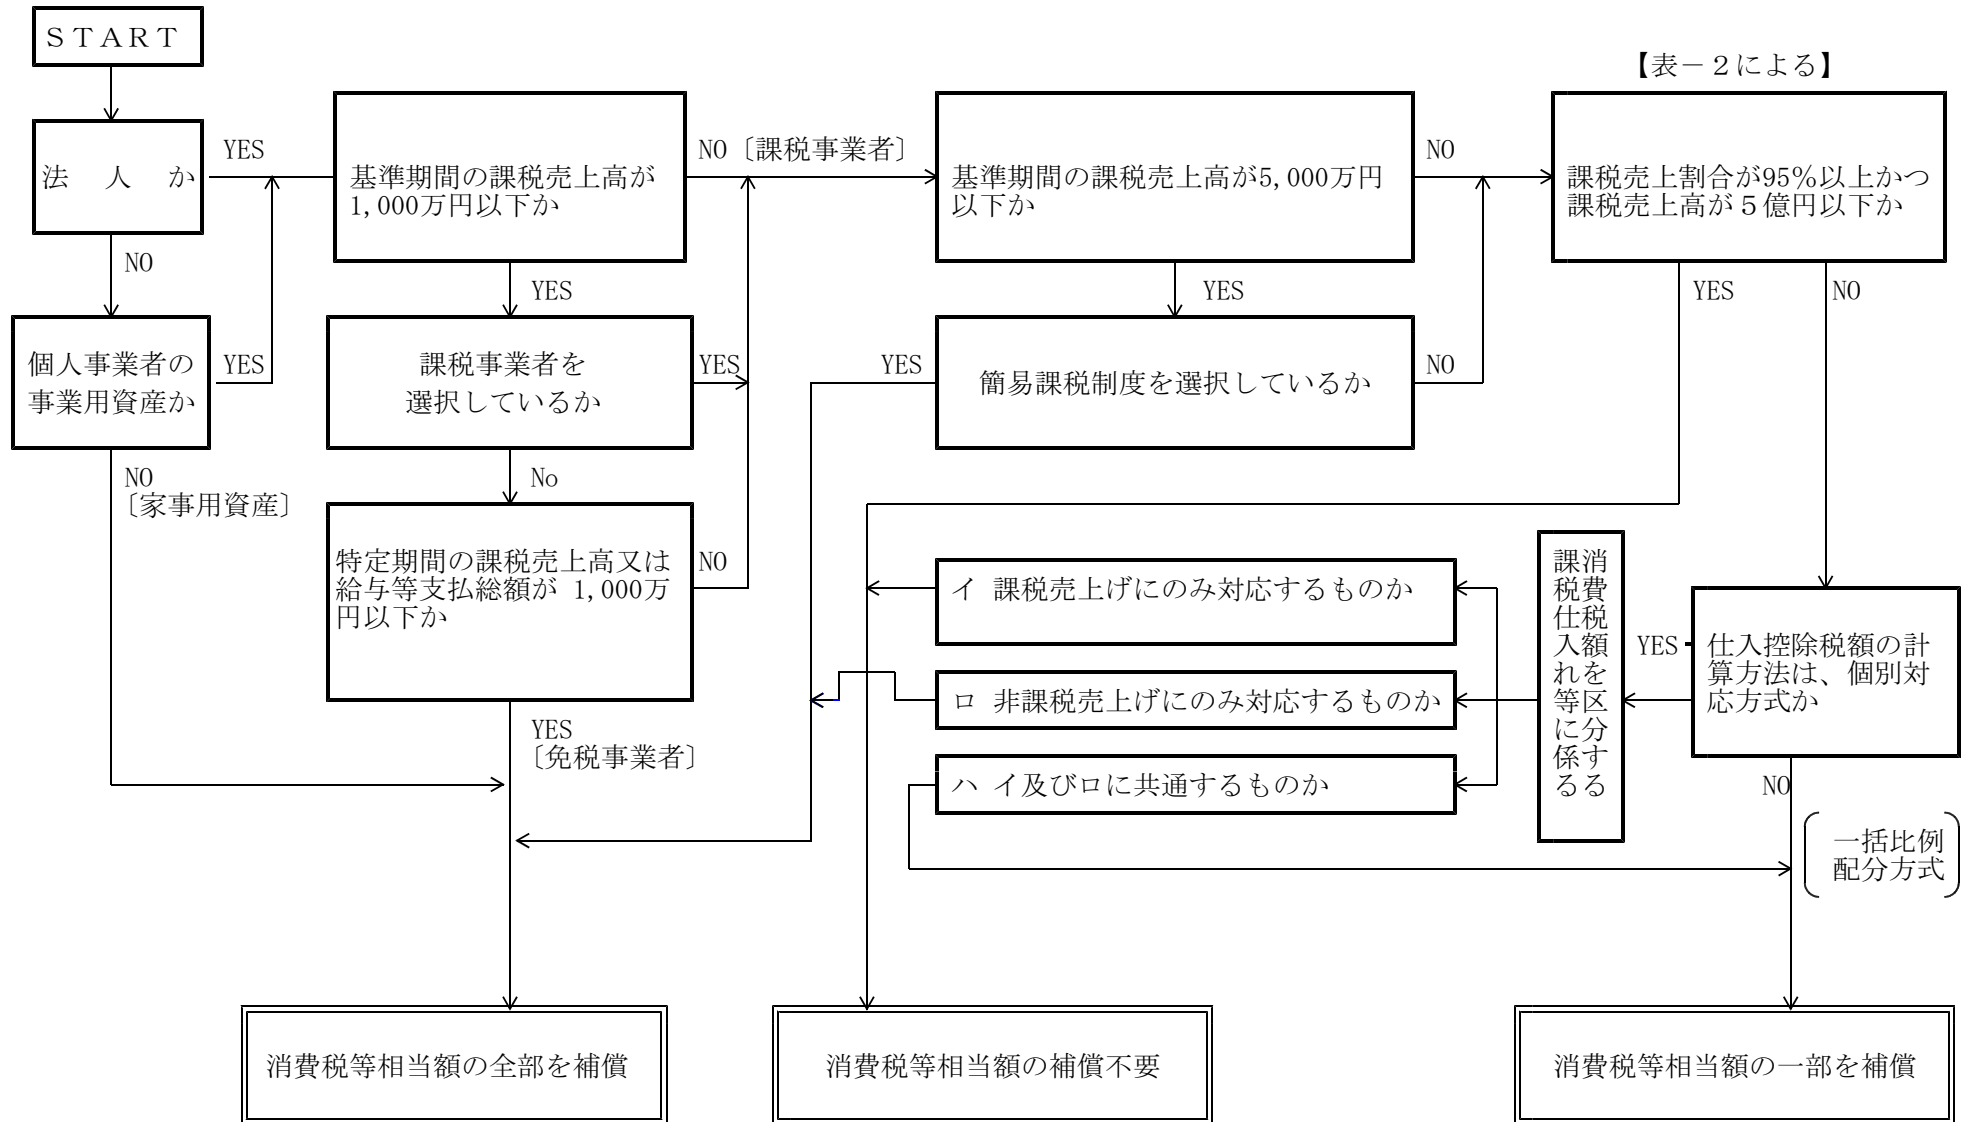 ＳＴＡＲＴ
【表－２による】
法　人　か
YES
NO
基準期間の課税売上高が
1,000万円以下か
NO〔課税事業者〕
YES
基準期間の課税売上高が5,000万円
以下か
NO
YES
課税売上割合が95％以上かつ
課税売上高が５億円以下か
YES
NO
個人事業者の
事業用資産か
YES
NO
〔家事用資産〕
課税事業者を
選択しているか
YES
No
YES
簡易課税制度を選択しているか
NO
特定期間の課税売上高又は
給与等支払総額が 1,000万
円以下か
NO
YES
〔免税事業者〕
イ 課税売上げにのみ対応するものか
ロ 非課税売上げにのみ対応するものか
ハ イ及びロに共通するものか
消費税額を区分する
課税仕入れ等に係る
YES
仕入控除税額の計
算方法は、個別対
応方式か
NO
一括比例
配分方式
消費税等相当額の全部を補償
消費税等相当額の補償不要
消費税等相当額の一部を補償